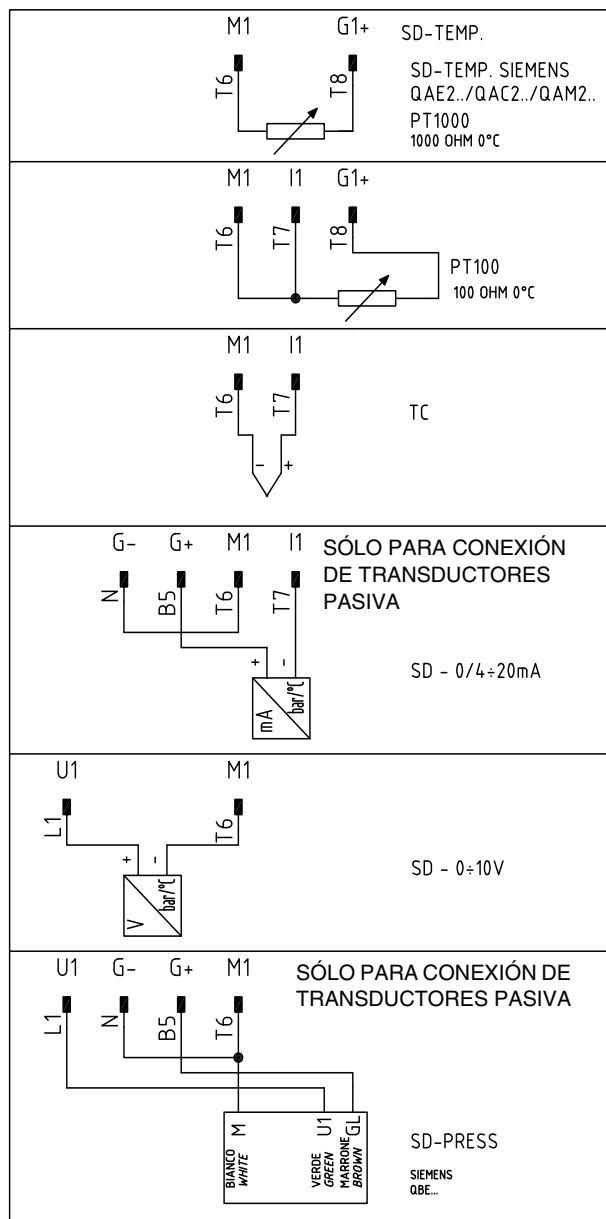 M1 G1+ SD-TEMP.
T6 T8
SD-TEMP. SIEMENS
QAE2../QAC2../QAM2..
PT1000
1000 OHM 0°C
M1 I1 G1+
T6 T7 T8
PT100
100 OHM 0°C
M1 I1
T6 T7
TC
- +
G- G+ M1 I1
SÓLO PARA CONEXIÓN
DE TRANSDUCTORES
PASIVA
N B5 T6 T7
+ -
mA bar/°C
SD - 0/4÷20mA
U1 M1
L1 T6
+ -
V bar/°C
SD - 0÷10V
U1 G- G+ M1
SÓLO PARA CONEXIÓN DE
TRANSDUCTORES PASIVA
L1 N B5 T6
M U1 GL
BIANCO
WHITE
VERDE
GREEN
MARRONE
BROWN
SD-PRESS
SIEMENS
QBE...